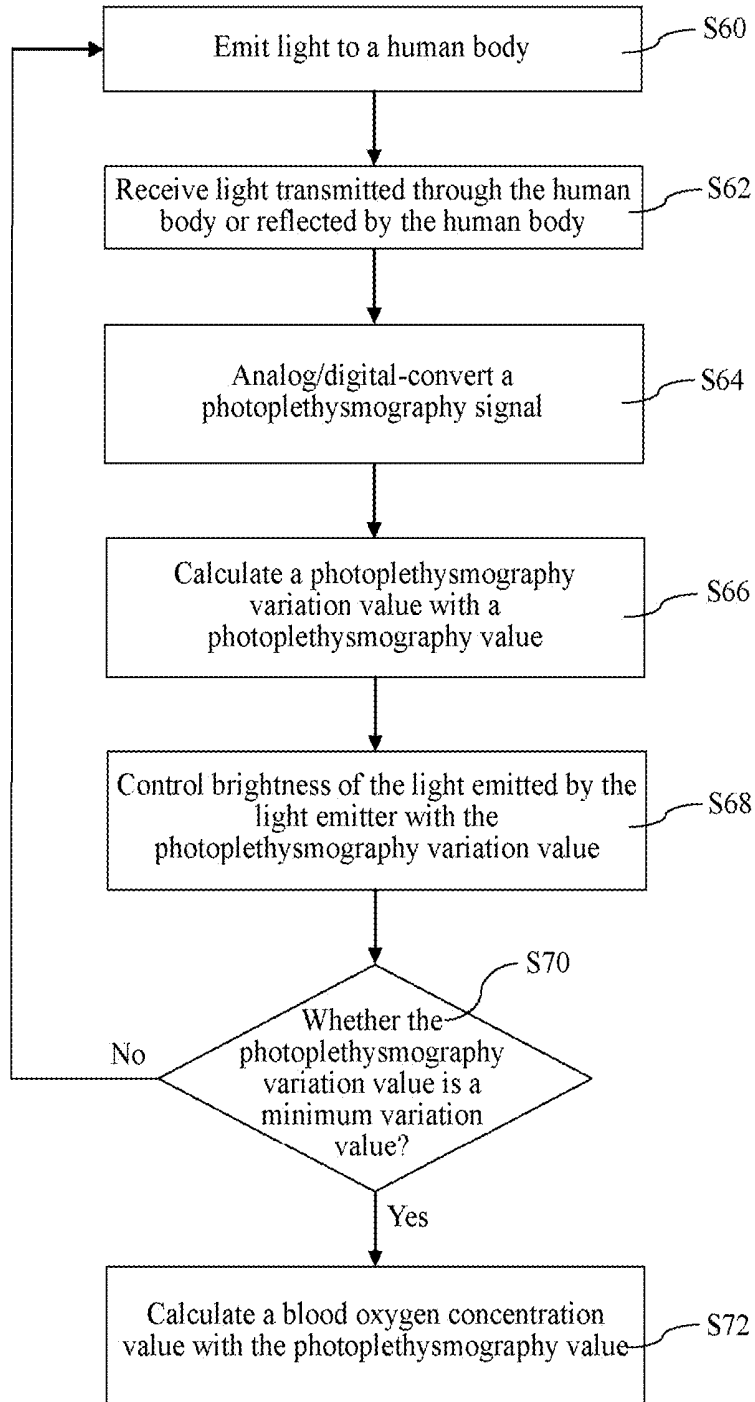 Emit light to a human body
S60
Receive light transmitted through the human
body or reflected by the human body
S62
Analog/digital-convert a
photoplethysmography signal
S64
Calculate a photoplethysmography
variation value with a
photoplethysmography value
S66
Control brightness of the light emitted by the
light emitter with the
photoplethysmography variation value
S68
S70
Whether the
photoplethysmography
variation value is a
minimum variation
value?
No
Yes
Calculate a blood oxygen concentration
value with the photoplethysmography value
S72